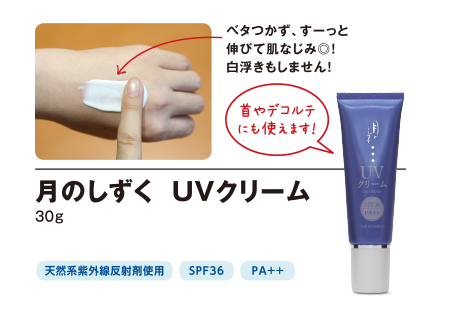 ベタつかず、すーっと
伸びて肌なじみ◎!
白浮きもしません!
首やデコルテ
にも使えます!
月のしずく UVクリーム
30g
天然系紫外線反射剤使用 SPF36 PA++
UV
クリーム
SPF36
PA++